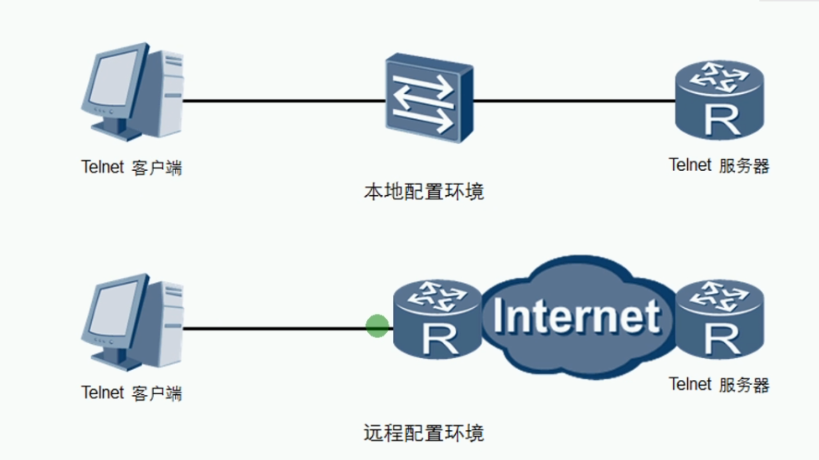 R
Telnet 客户端
Telnet 服务器
本地配置环境
R
Internet
R
Telnet 客户端
Telnet 服务器
远程配置环境